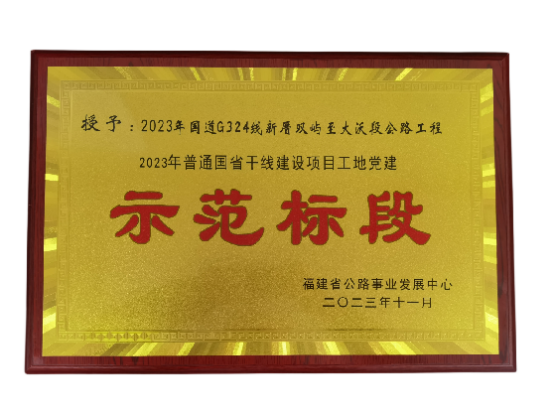 授予：2023年国道G324线新厝双屿至大沃段公路工程
2023年普通国省干线建设项目工地党建
示范标段
福建省公路事业发展中心
二〇二三年十一月